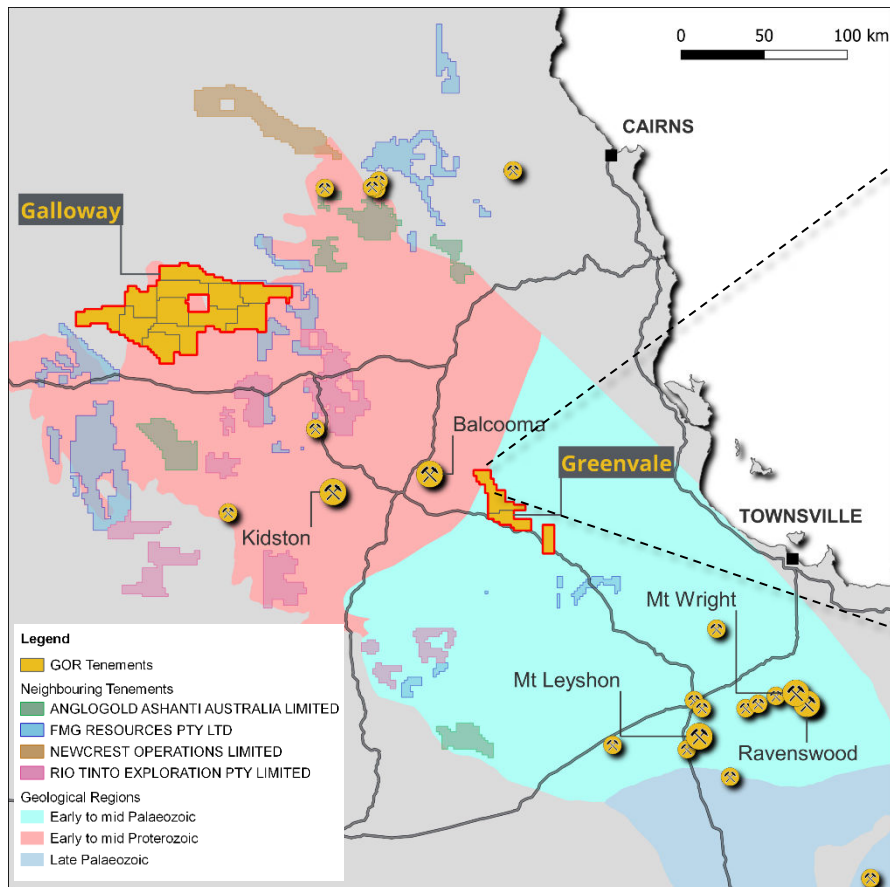 0 50 100 km
CAIRNS
Galloway
Balcooma
Greenvale
Kidston
TOWNSVILLE
Mt Wright
Mt Leyshon
Ravenswood
Legend
GOR Tenements
Neighbouring Tenements
ANGLOGOLD ASHANTI AUSTRALIA LIMITED
FMG RESOURCES PTY LTD
NEWCREST OPERATIONS LIMITED
RIO TINTO EXPLORATION PTY LIMITED
Geological Regions
Early to mid Palaeozoic
Early to mid Proterozoic
Late Palaeozoic